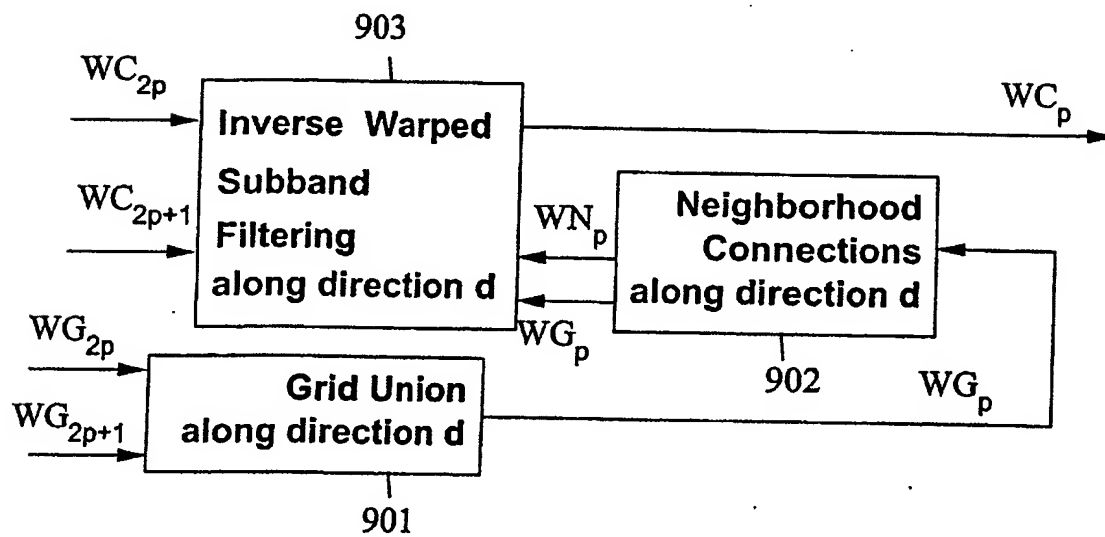 903
WC2p
WCp
Inverse Warped
Subband
Filtering
along direction d
WC2p+1
WNp
WGp
Neighborhood
Connections
along direction d
902
WGp
WG2p
WG2p+1
Grid Union
along direction d
901